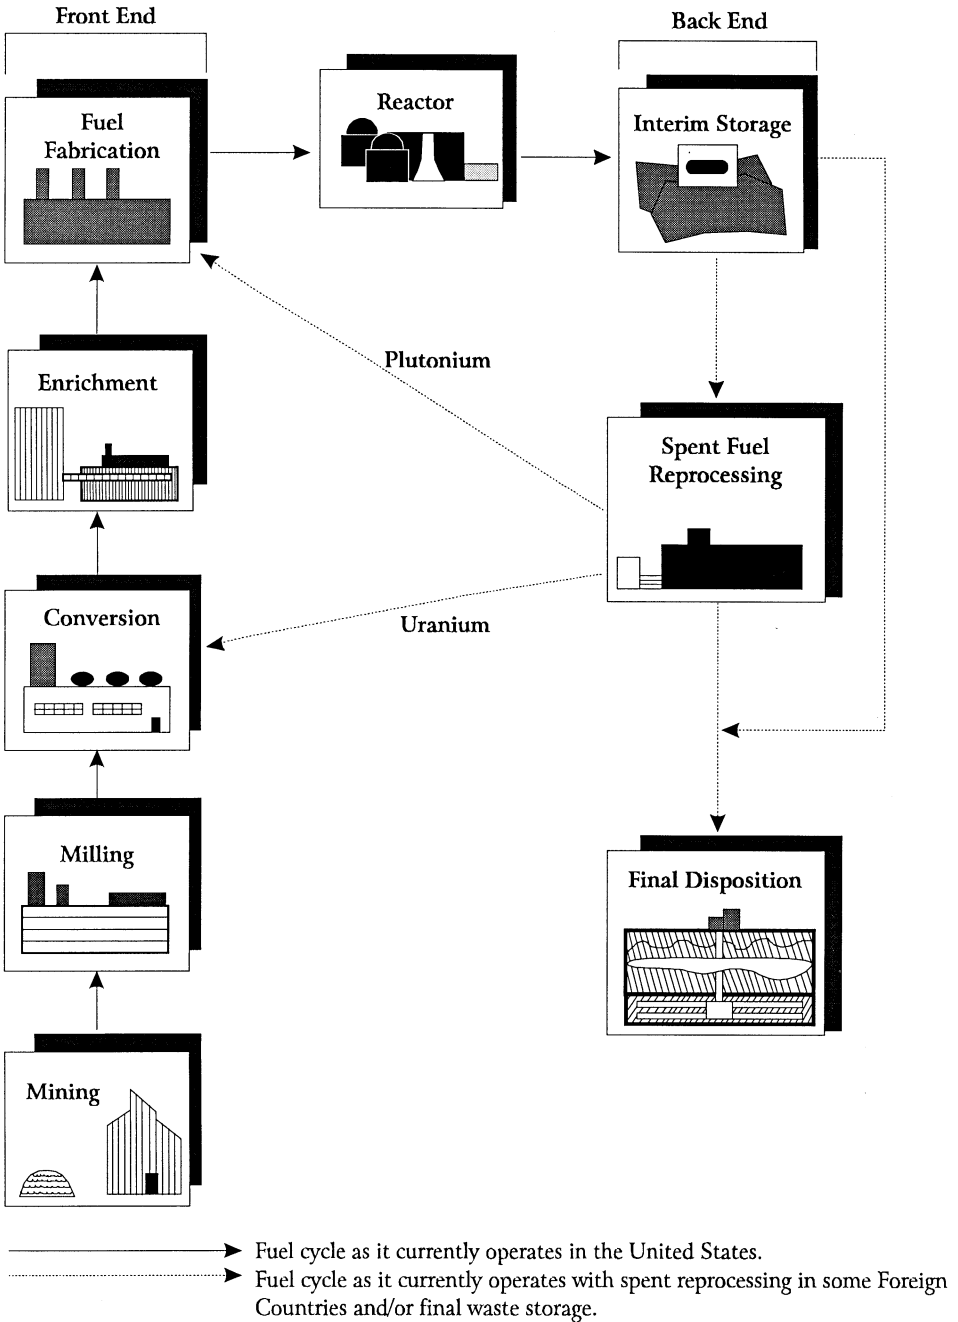 Front End
Back End
Fuel
Fabrication
Reactor
Interim Storage
Plutonium
Enrichment
Spent Fuel
Reprocessing
Conversion
Uranium
Milling
Final Disposition
Mining
Fuel cycle as it currently operates in the United States.
Fuel cycle as it currently operates with spent reprocessing in some Foreign
Countries and/or final waste storage.